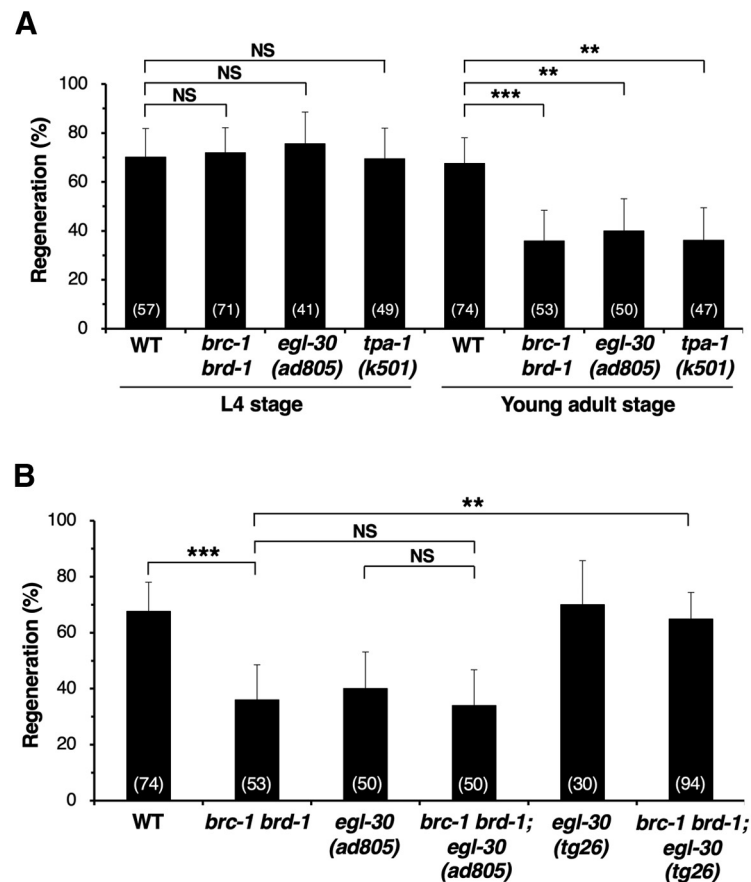 A
NS
**
NS
**
NS
***
100
80
60
40
20
0
Regeneration (%)
(57)
(71)
(41)
(49)
(74)
(53)
(50)
(47)
WT
brc-1
brd-1
egl-30
(ad805)
tpa-1
(k501)
WT
brc-1
brd-1
egl-30
(ad805)
tpa-1
(k501)
L4 stage
Young adult stage
B
**
NS
***
NS
100
80
60
40
20
0
Regeneration (%)
(74)
(53)
(50)
(50)
(30)
(94)
WT
brc-1 brd-1
egl-30
(ad805)
brc-1 brd-1;
egl-30
(ad805)
egl-30
(tg26)
brc-1 brd-1;
egl-30
(tg26)